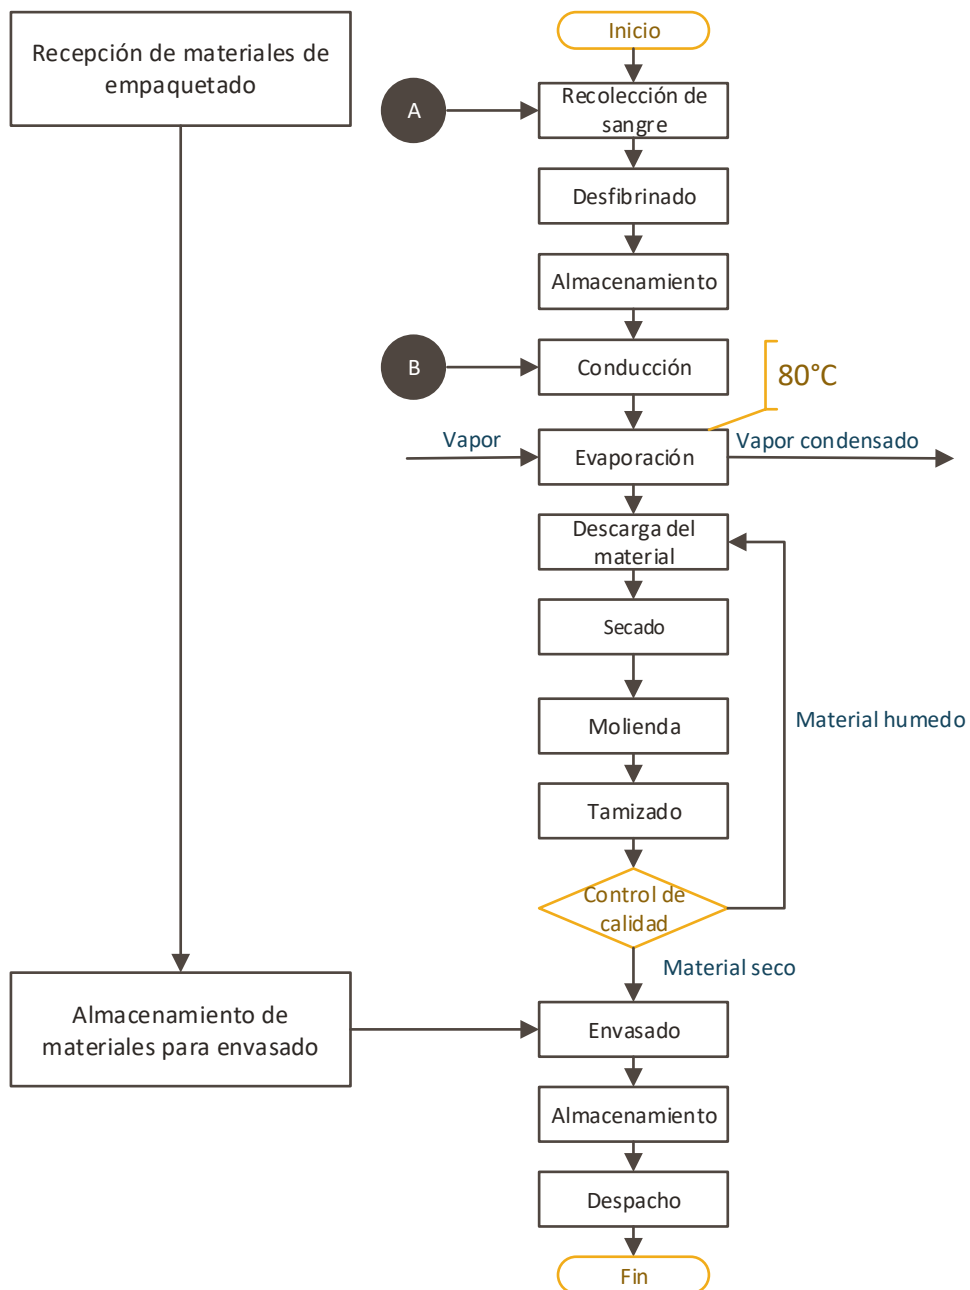 Recepción de materiales de
empaquetado
Inicio
A
Recolección de
sangre
Desfibrinado
Almacenamiento
B
Conducción
80°C
Vapor
Evaporación
Vapor condensado
Descarga del
material
Secado
Molienda
Material humedo
Tamizado
Control de
calidad
Material seco
Almacenamiento de
materiales para envasado
Envasado
Almacenamiento
Despacho
Fin